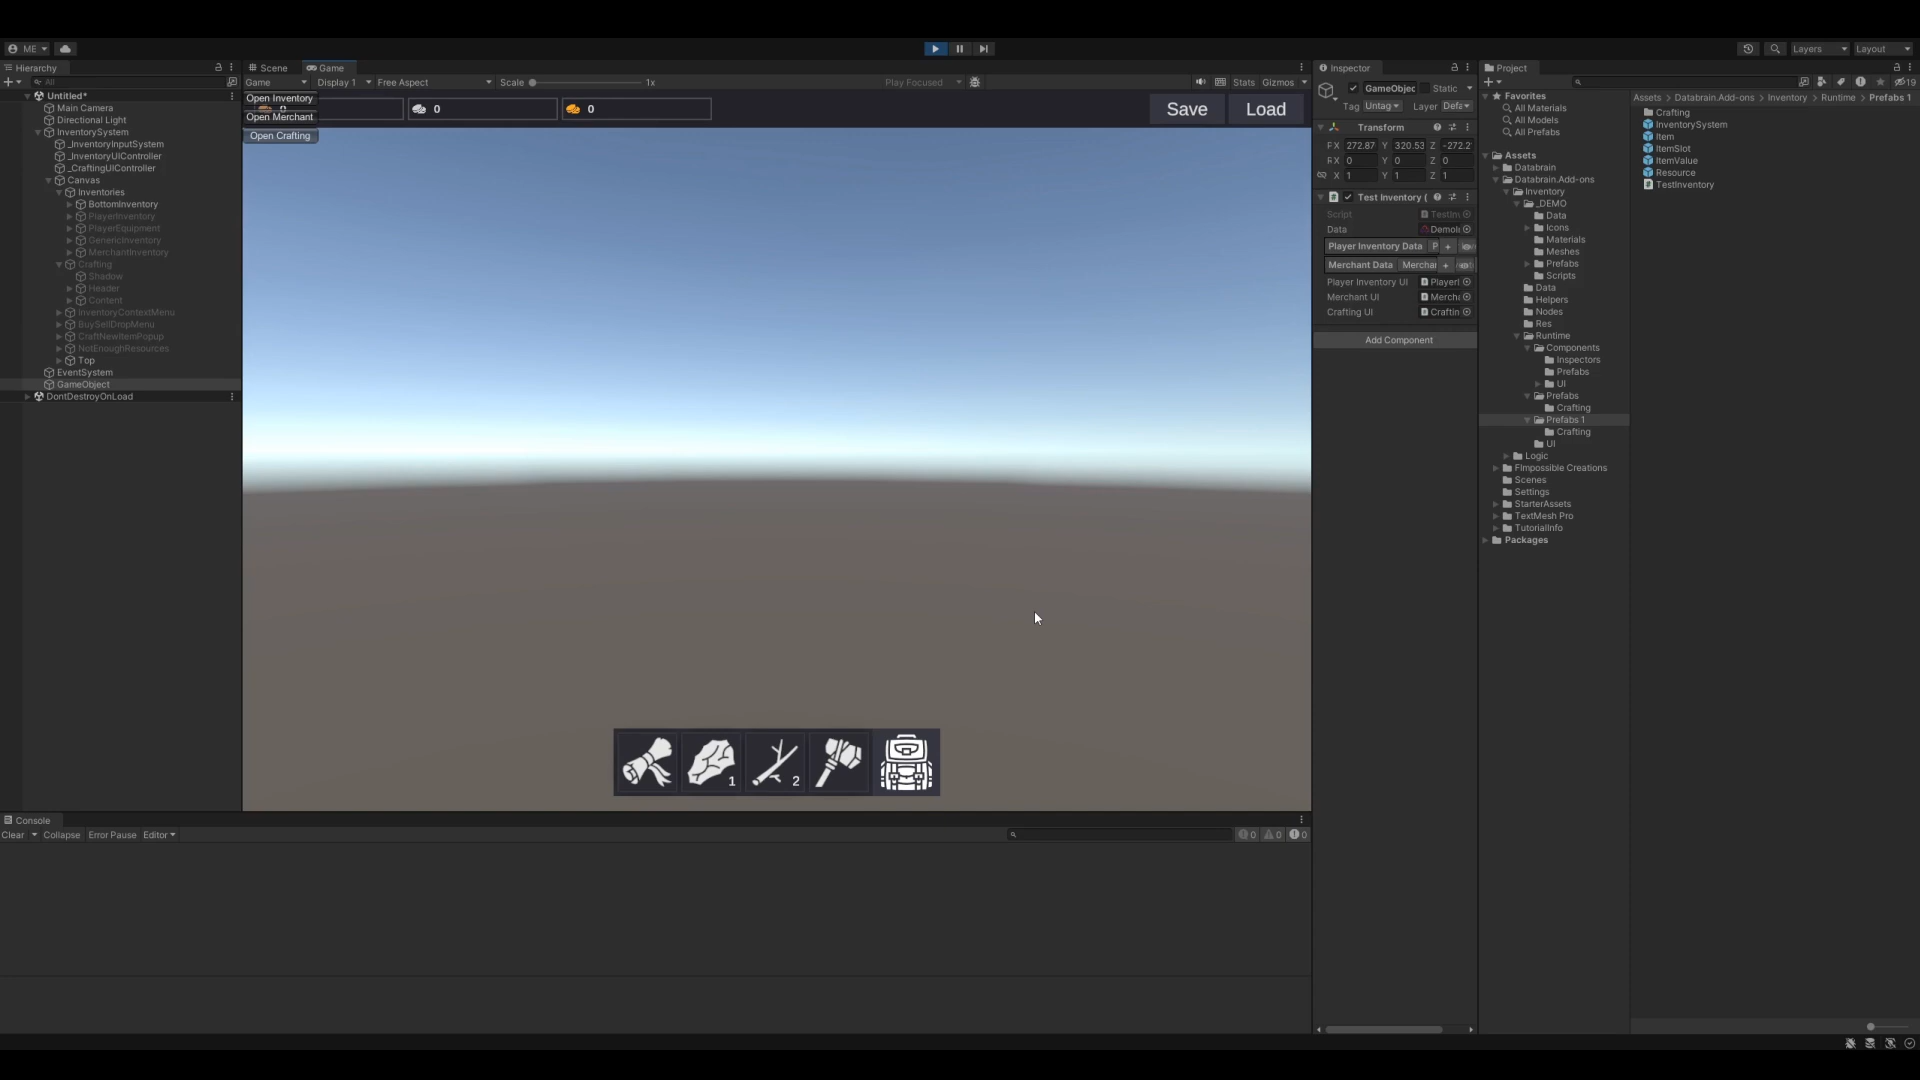 ME
Layers
Layout
Hierarchy
Scene
Game
Inspector
Project
All
Game
Display 1
Free Aspect
Scale
1x
Play Focused
Stats
Gizmos
19
Untitled*
Main Camera
Directional Light
InventorySystem
_InventoryInputSystem
_InventoryUIController
_CraftingUIController
Canvas
Inventories
BottomInventory
PlayerInventory
PlayerEquipment
GenericInventory
MerchantInventory
Crafting
Shadow
Header
Content
InventoryContextMenu
BuySellDropMenu
CraftNewItemPopup
NotEnoughResources
Top
EventSystem
GameObject
DontDestroyOnLoad
Open Inventory
Open Merchant
Open Crafting
0
0
Save
Load
1
2
GameObjec
Static
Tag Untag
Layer Defa
Transform
P X 272.87 Y 320.53 Z -272.2
R X 0 Y 0 Z 0
X 1 Y 1 Z 1
Test Inventory (
Script TestIn
Data DemoI
Player Inventory Data P +
Merchant Data Merchar +
Player Inventory UI PlayerI
Merchant UI Mercha
Crafting UI Craftin
Add Component
Favorites
All Materials
All Models
All Prefabs
Assets
Databrain
Databrain.Add-ons
Inventory
_DEMO
Data
Icons
Materials
Meshes
Prefabs
Scripts
Data
Helpers
Nodes
Res
Runtime
Components
Inspectors
Prefabs
UI
Prefabs
Crafting
Prefabs 1
Crafting
UI
Logic
FImpossible Creations
Scenes
Settings
StarterAssets
TextMesh Pro
TutorialInfo
Packages
Assets > Databrain.Add-ons > Inventory > Runtime > Prefabs 1
Crafting
InventorySystem
Item
ItemSlot
ItemValue
Resource
TestInventory
Console
Clear
Collapse
Error Pause
Editor
0
0
0